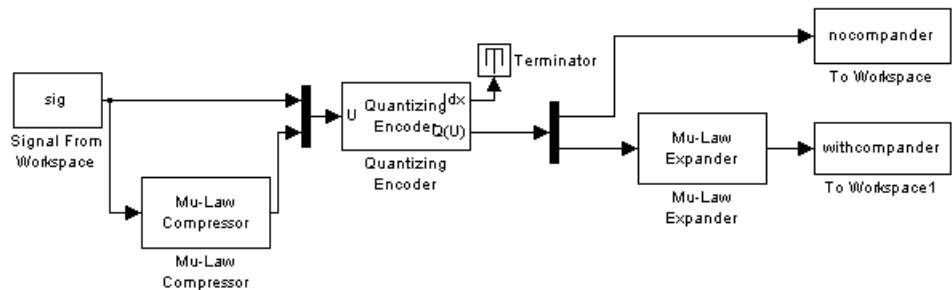 nocompander
To Workspace
Terminator
sig
Signal From
Workspace
U
Quantizing
Encoder
Idx
Q(U)
Quantizing
Encoder
Mu-Law
Expander
Mu-Law
Expander
withcompander
To Workspace1
Mu-Law
Compressor
Mu-Law
Compressor